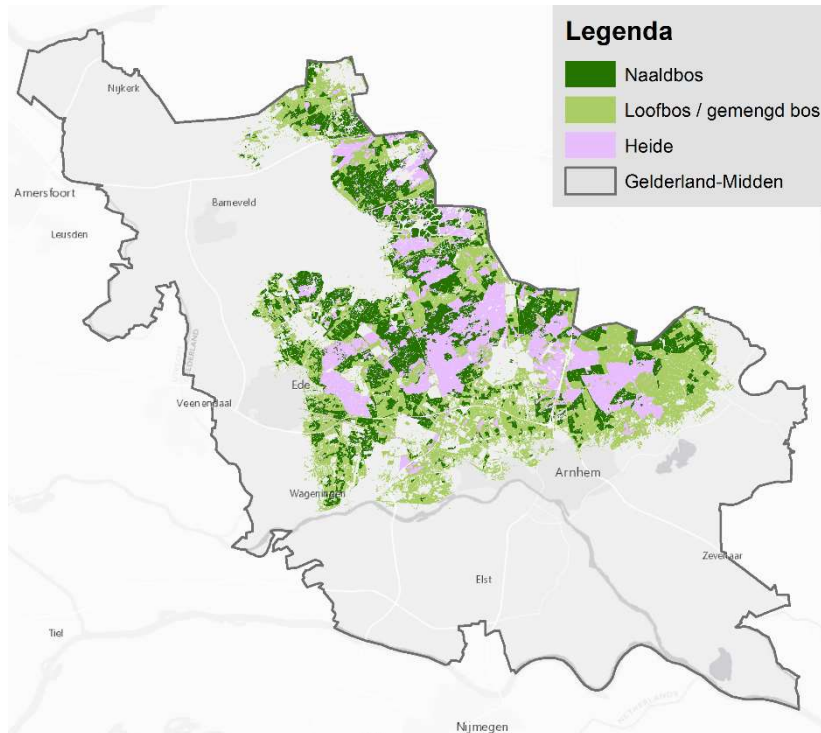 Legenda
Naaldbos
Loofbos / gemengd bos
Heide
Gelderland-Midden
Nijkerk
Amersfoort
Leusden
Barneveld
Ede
Veenendaal
Wageningen
Arnhem
Zevenaar
Elst
Tiel
Nijmegen
NETHERLANDS